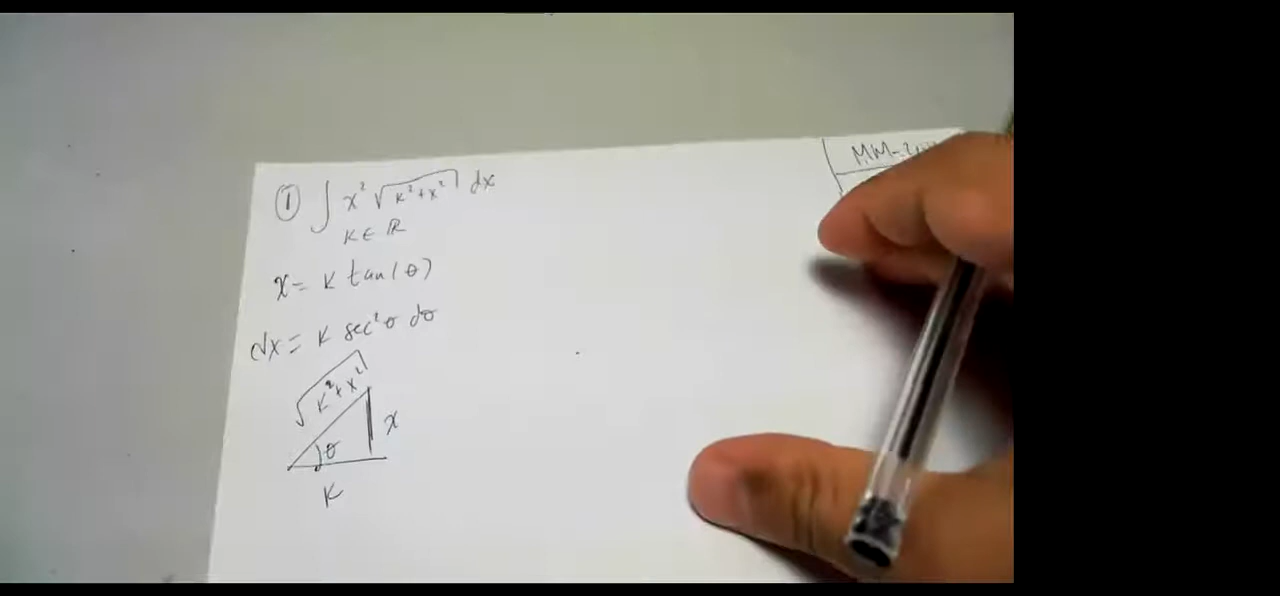 ① ∫ x² √(K² + x²) dx
K ∈ ℝ
x = K tan(θ)
dx = K sec²θ dθ
√(K² + x²)
x
θ
K